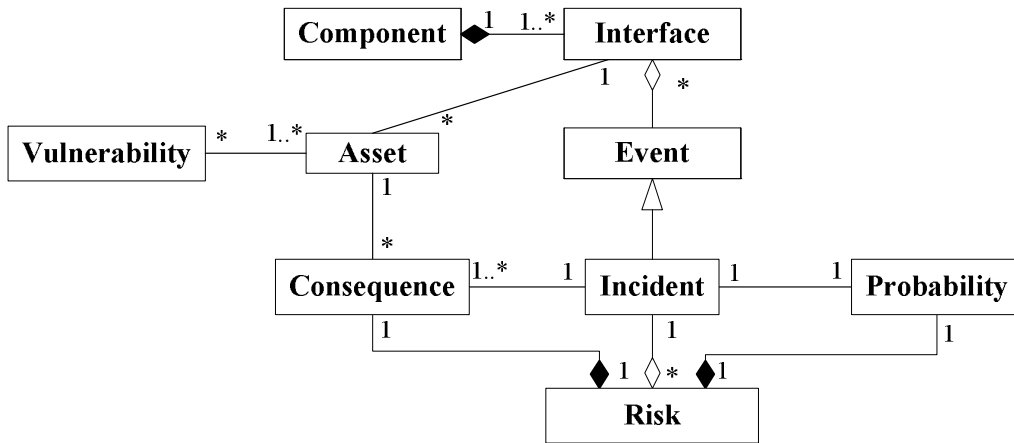 Component 1 1..* Interface
1 *
* 1..* *
Vulnerability Asset Event
1
*
Consequence 1..* 1 Incident 1 1 Probability
1 1 1
1 * 1
Risk